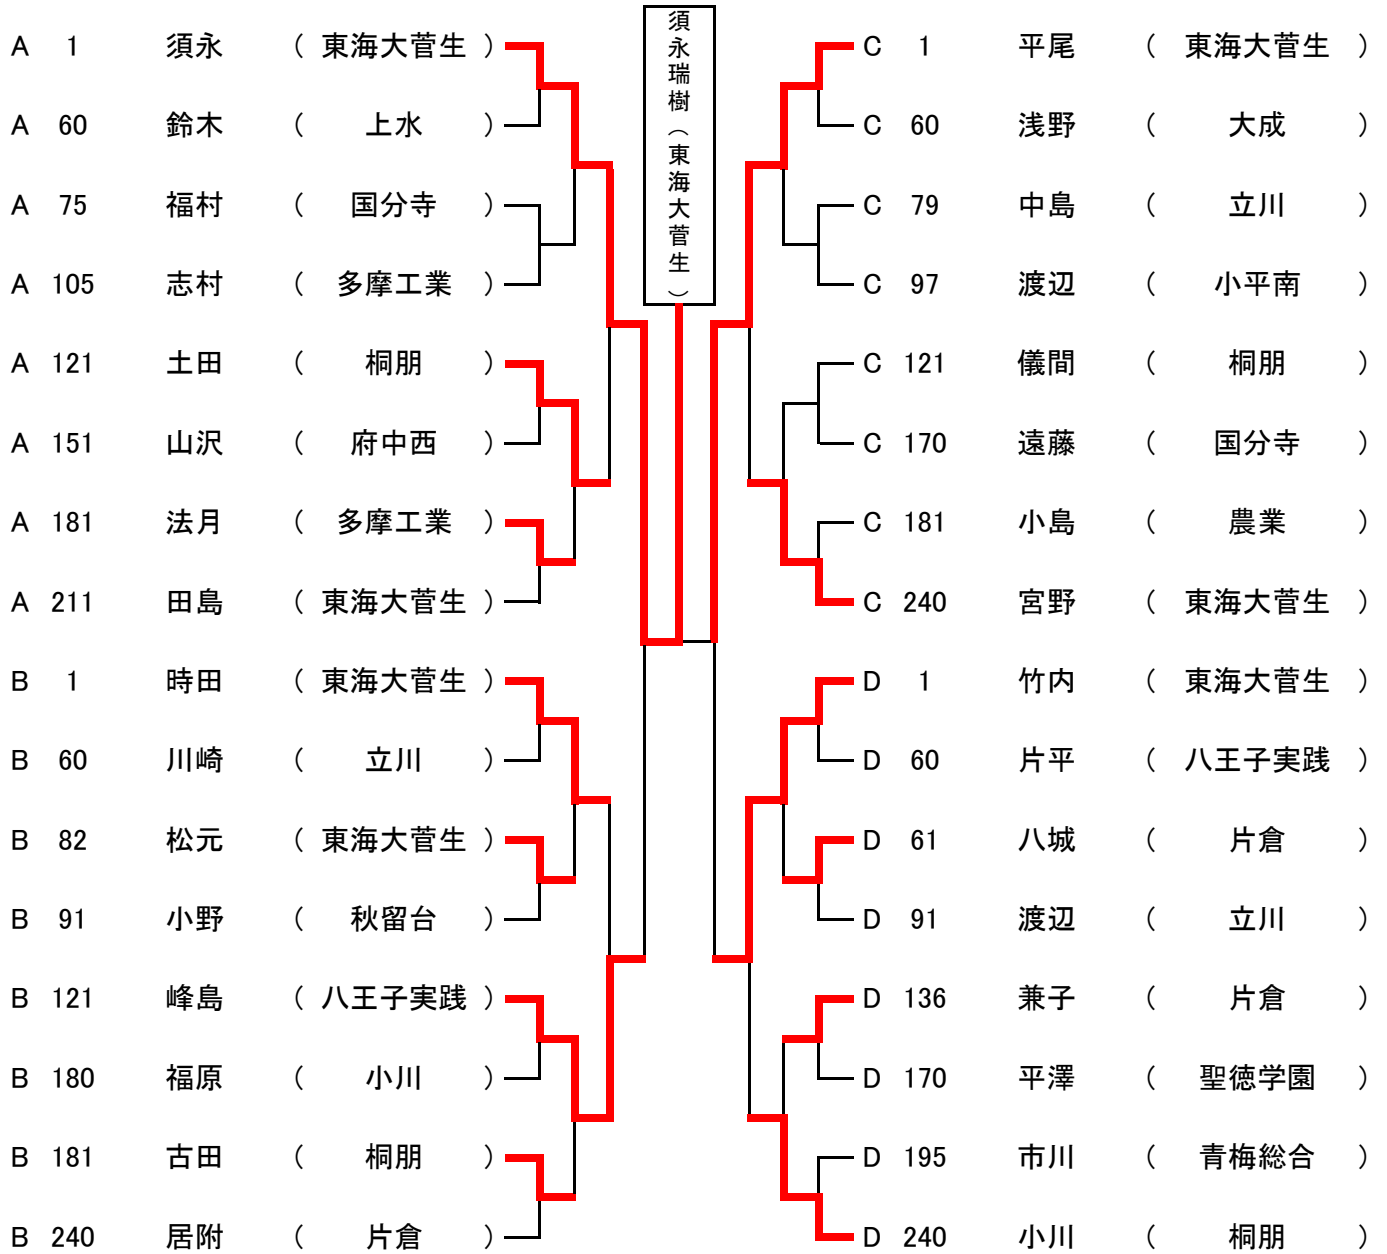 須永瑞樹（東海大菅生）
A 1 須永 （ 東海大菅生 ）
A 60 鈴木 （ 上水 ）
A 75 福村 （ 国分寺 ）
A 105 志村 （ 多摩工業 ）
A 121 土田 （ 桐朋 ）
A 151 山沢 （ 府中西 ）
A 181 法月 （ 多摩工業 ）
A 211 田島 （ 東海大菅生 ）
B 1 時田 （ 東海大菅生 ）
B 60 川崎 （ 立川 ）
B 82 松元 （ 東海大菅生 ）
B 91 小野 （ 秋留台 ）
B 121 峰島 （ 八王子実践 ）
B 180 福原 （ 小川 ）
B 181 古田 （ 桐朋 ）
B 240 居附 （ 片倉 ）
C 1 平尾 （ 東海大菅生 ）
C 60 浅野 （ 大成 ）
C 79 中島 （ 立川 ）
C 97 渡辺 （ 小平南 ）
C 121 儀間 （ 桐朋 ）
C 170 遠藤 （ 国分寺 ）
C 181 小島 （ 農業 ）
C 240 宮野 （ 東海大菅生 ）
D 1 竹内 （ 東海大菅生 ）
D 60 片平 （ 八王子実践 ）
D 61 八城 （ 片倉 ）
D 91 渡辺 （ 立川 ）
D 136 兼子 （ 片倉 ）
D 170 平澤 （ 聖徳学園 ）
D 195 市川 （ 青梅総合 ）
D 240 小川 （ 桐朋 ）